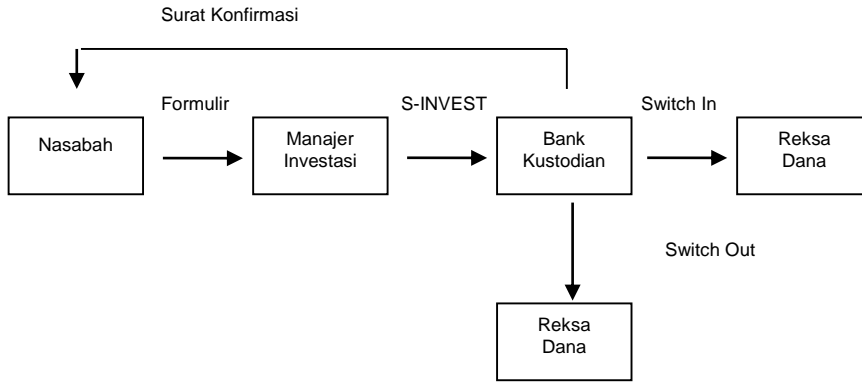 Surat Konfirmasi
Formulir
S-INVEST
Switch In
Nasabah
Manajer
Investasi
Bank
Kustodian
Reksa
Dana
Switch Out
Reksa
Dana